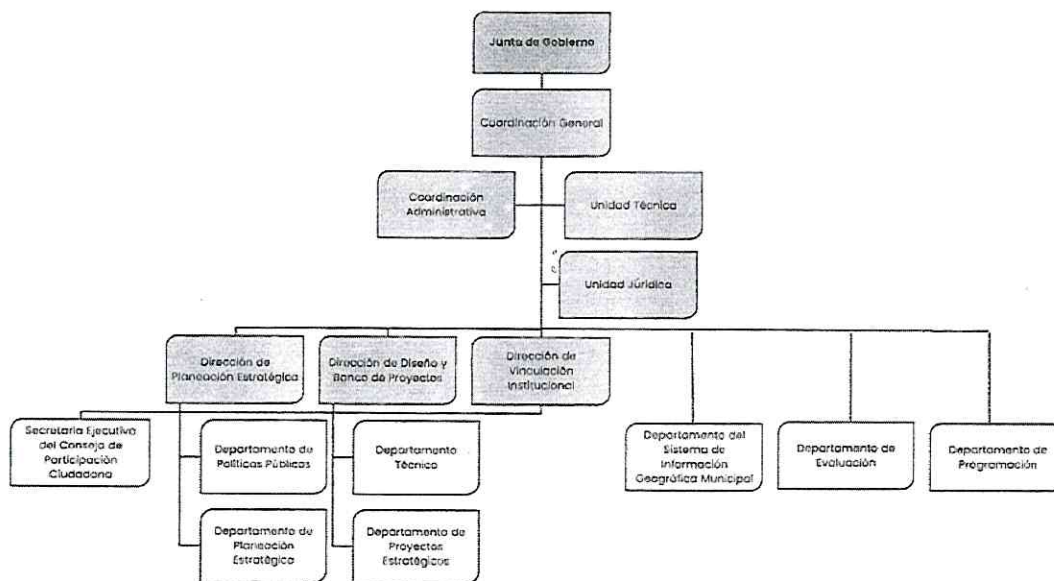 Junta de Gobierno
Coordinación General
Coordinación
Administrativa
Unidad Técnica
Unidad Júridica
Dirección de
Planeación Estratégica
Dirección de Diseño y
Banco de Proyectos
Dirección de
Vinculación
Institucional
Secretaria Ejecutiva
del Consejo de
Participación
Ciudadana
Departamento de
Políticas Públicas
Departamento
Técnico
Departamento del
Sistema de
Información
Geográfica Municipal
Departamento de
Evaluación
Departamento de
Programación
Departamento de
Planeación
Estratégica
Departamento de
Proyectos
Estratégicos